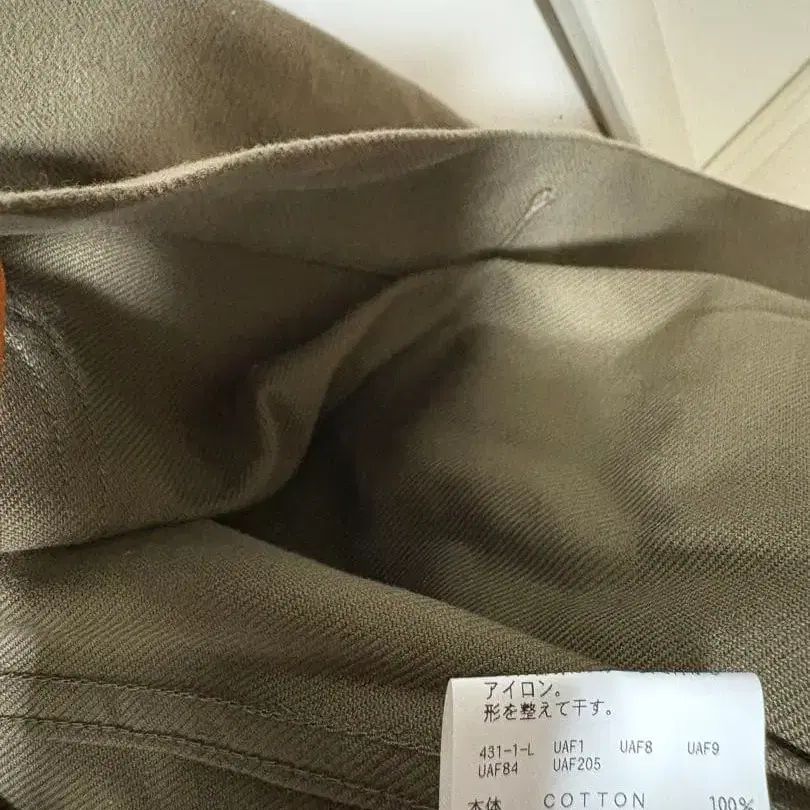 アイロン。
形を整えて干す。
431-1-L UAF1 UAF8 UAF9
UAF84 UAF205
本体 COTTON 100%